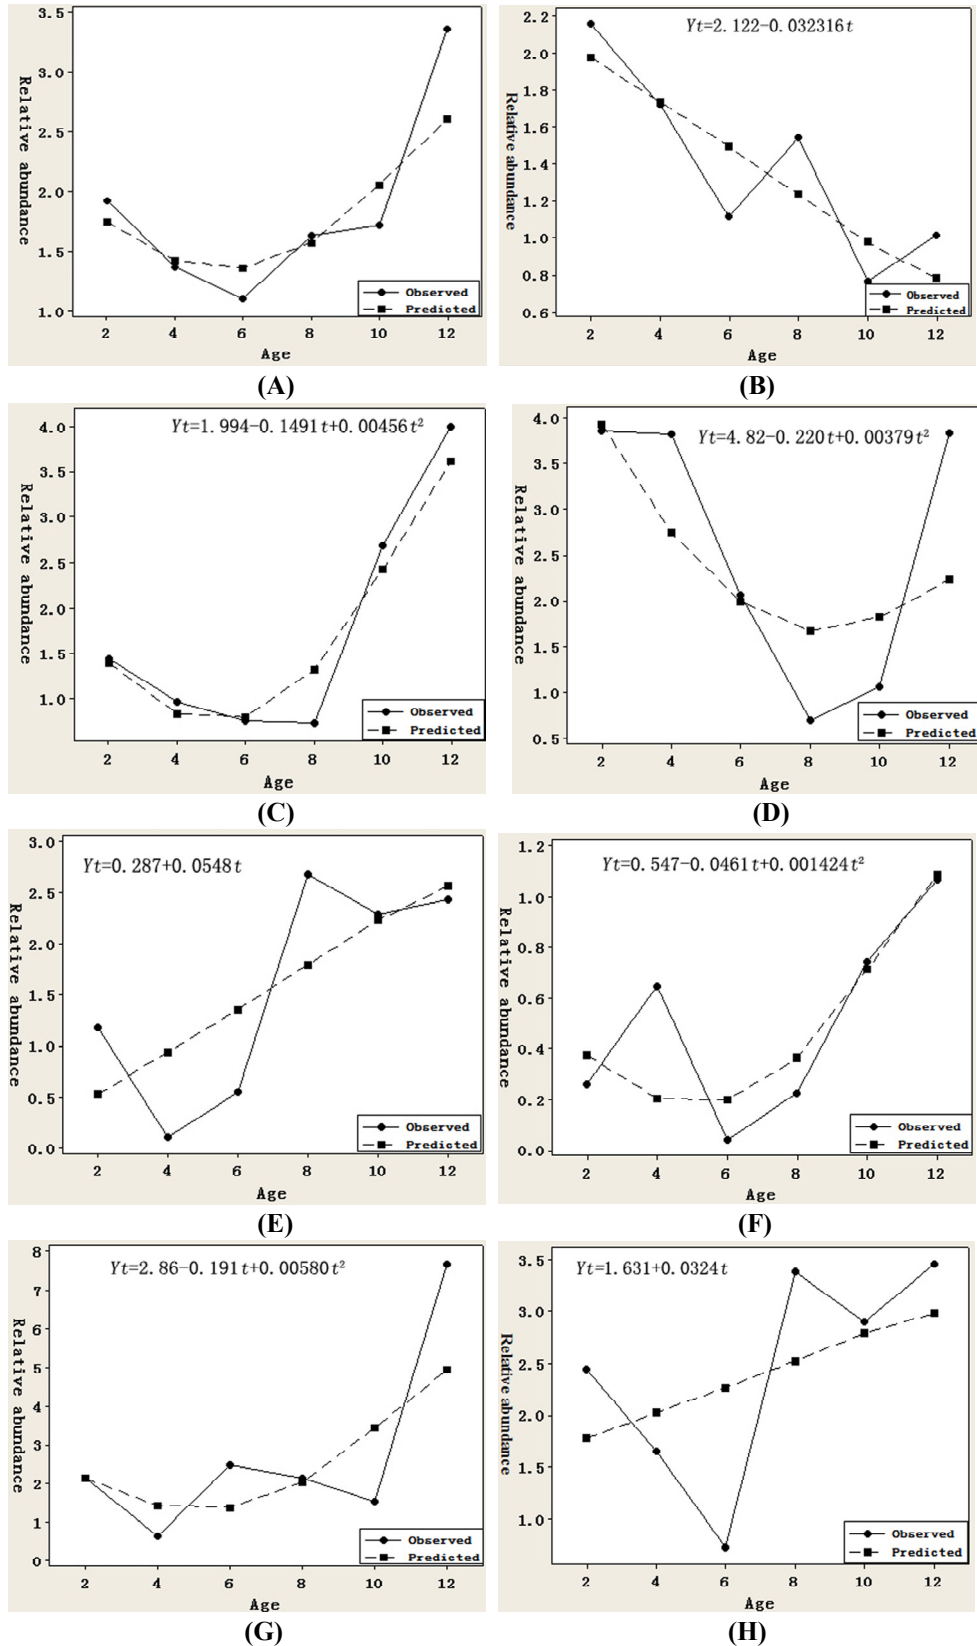 3.5
3.0
2.5
2.0
1.5
1.0
Relative abundance
2 4 6 8 10 12
Age
Observed
Predicted
(A)
Yt=2.122-0.032316t
2.2
2.0
1.8
1.6
1.4
1.2
1.0
0.8
0.6
Relative abundance
2 4 6 8 10 12
Age
Observed
Predicted
(B)
Yt=1.994-0.1491t+0.00456t²
4.0
3.5
3.0
2.5
2.0
1.5
1.0
Relative abundance
2 4 6 8 10 12
Age
Observed
Predicted
(C)
Yt=4.82-0.220t+0.00379t²
4.0
3.5
3.0
2.5
2.0
1.5
1.0
0.5
Relative abundance
2 4 6 8 10 12
Age
Observed
Predicted
(D)
Yt=0.287+0.0548t
3.0
2.5
2.0
1.5
1.0
0.5
0.0
Relative abundance
2 4 6 8 10 12
Age
Observed
Predicted
(E)
Yt=0.547-0.0461t+0.001424t²
1.2
1.0
0.8
0.6
0.4
0.2
0.0
Relative abundance
2 4 6 8 10 12
Age
Observed
Predicted
(F)
Yt=2.86-0.191t+0.00580t²
8
7
6
5
4
3
2
1
0
Relative abundance
2 4 6 8 10 12
Age
Observed
Predicted
(G)
Yt=1.631+0.0324t
3.5
3.0
2.5
2.0
1.5
1.0
Relative abundance
2 4 6 8 10 12
Age
Observed
Predicted
(H)